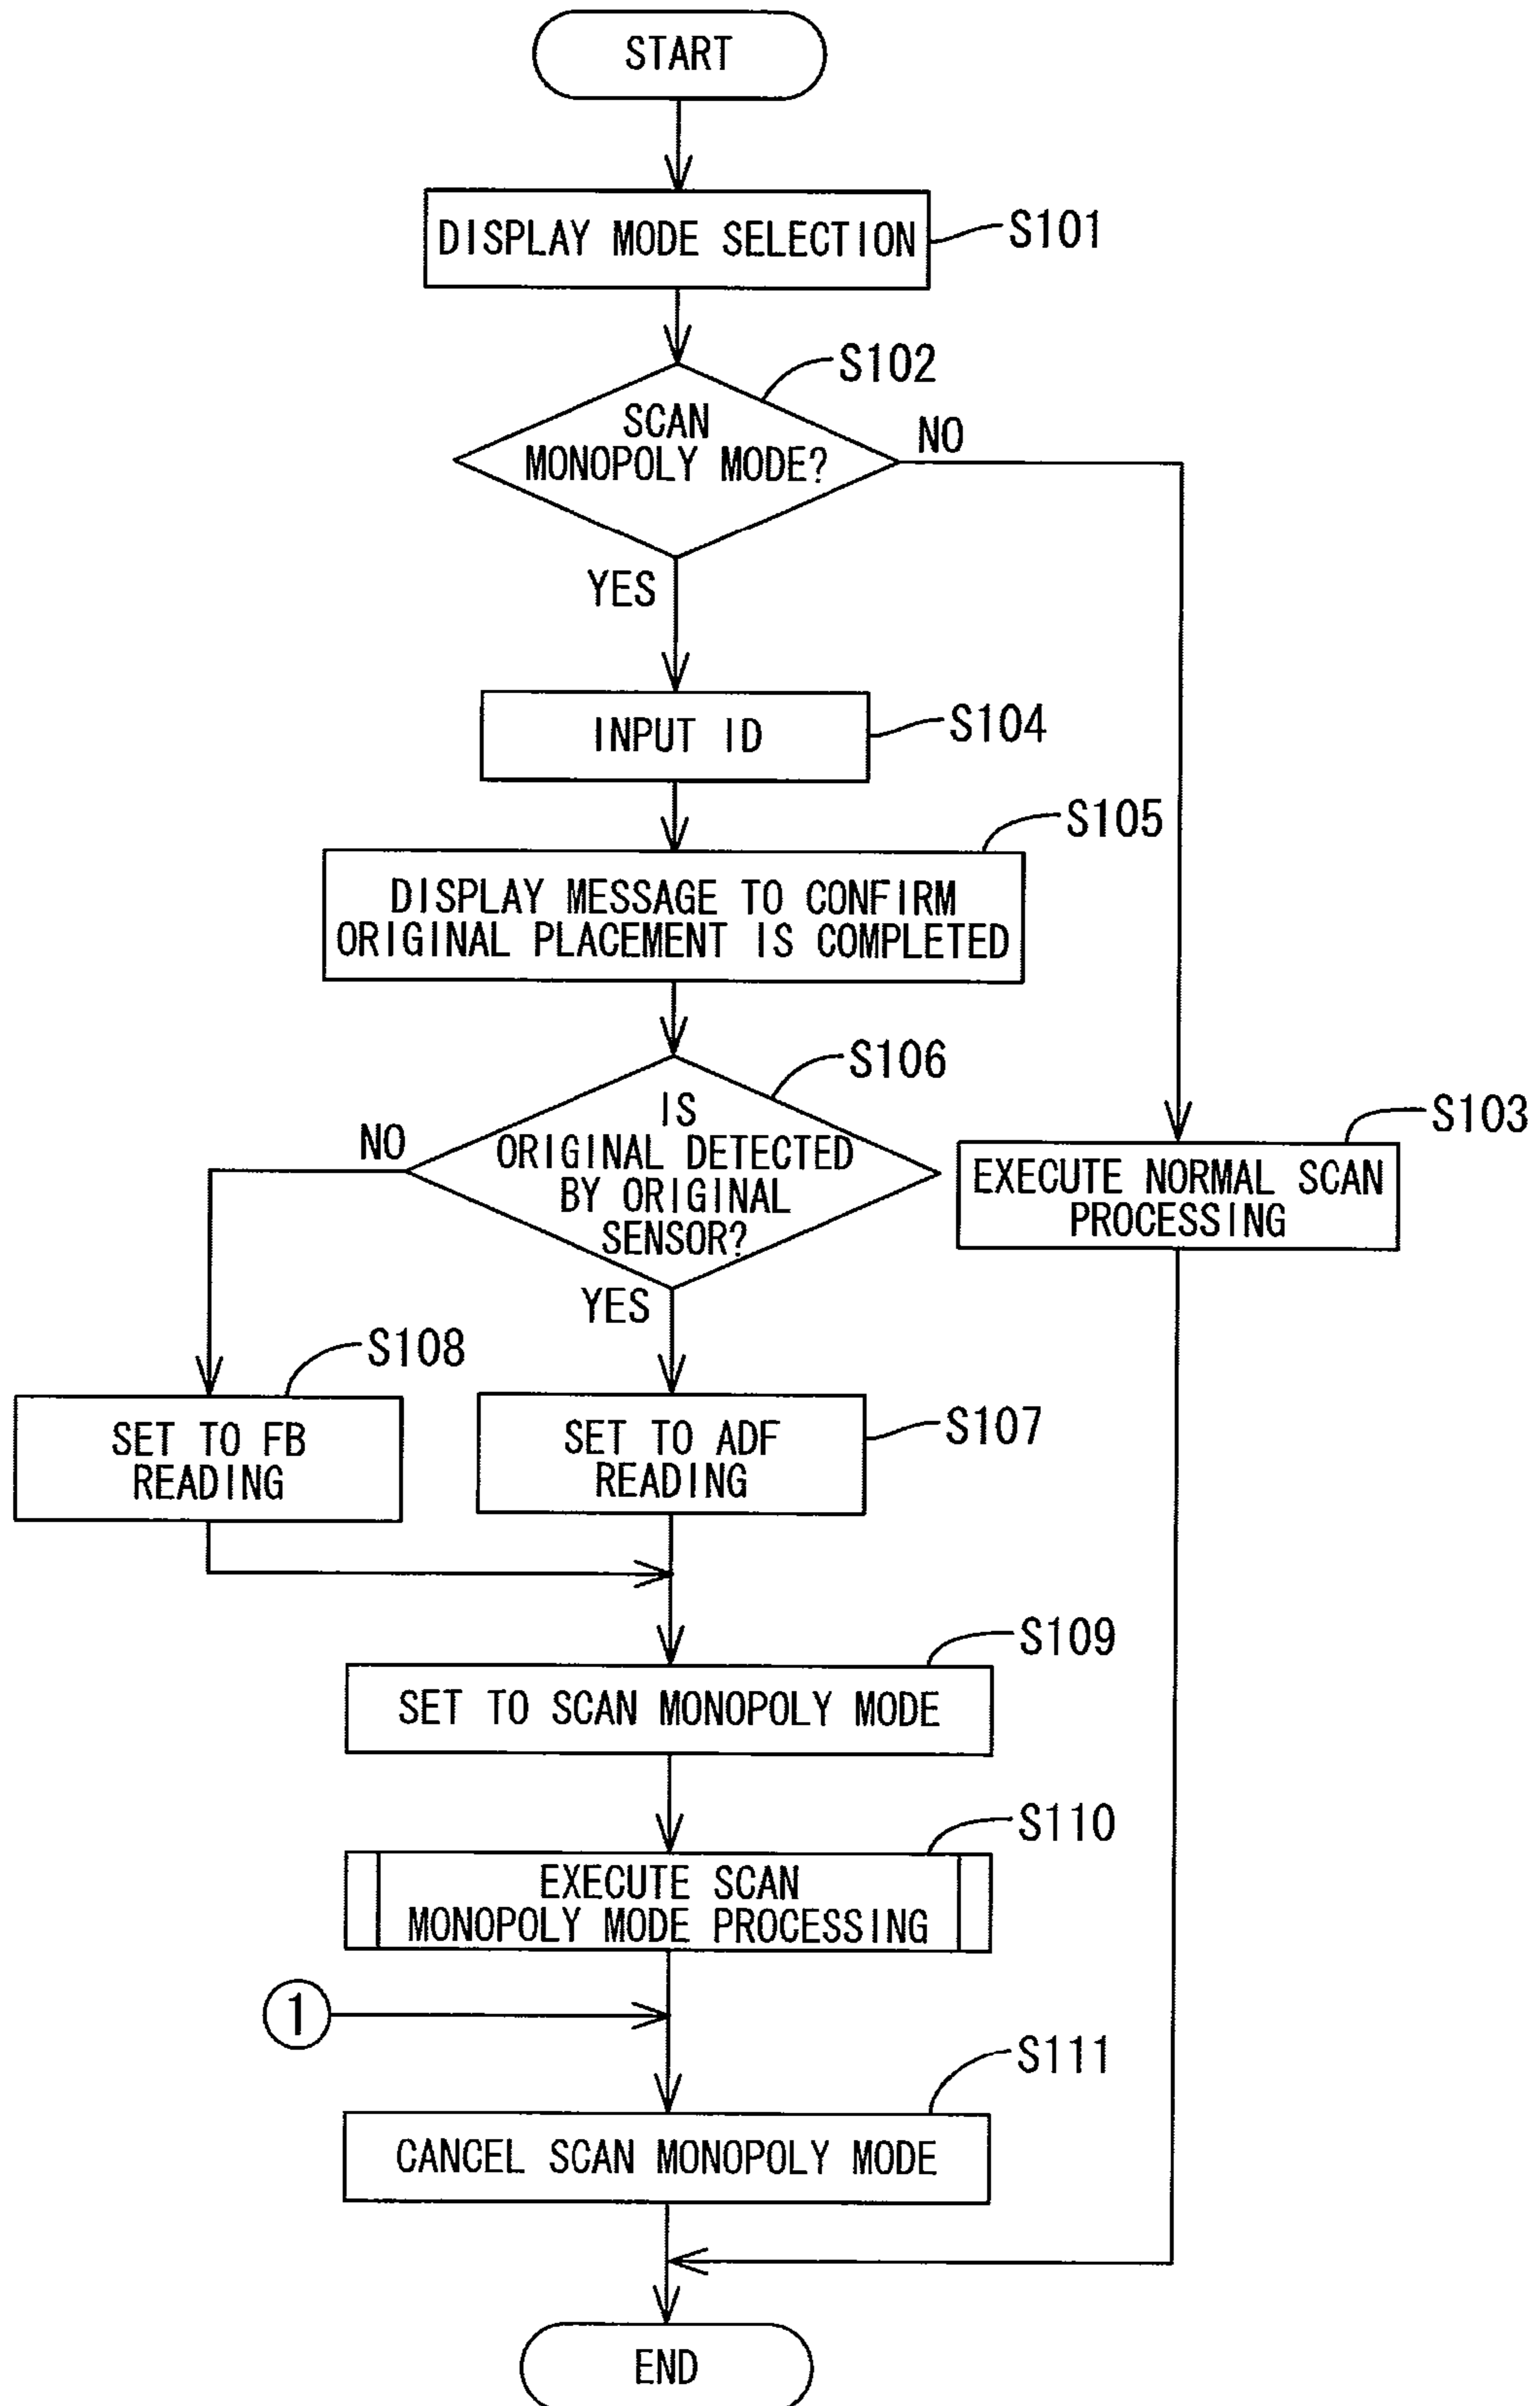 START
DISPLAY MODE SELECTION
S101
S102
SCAN
MONOPOLY MODE?
NO
YES
INPUT ID
S104
S105
DISPLAY MESSAGE TO CONFIRM
ORIGINAL PLACEMENT IS COMPLETED
S106
IS
ORIGINAL DETECTED
BY ORIGINAL
SENSOR?
NO
YES
S103
EXECUTE NORMAL SCAN
PROCESSING
S108
SET TO FB
READING
SET TO ADF
READING
S107
S109
SET TO SCAN MONOPOLY MODE
S110
EXECUTE SCAN
MONOPOLY MODE PROCESSING
1
S111
CANCEL SCAN MONOPOLY MODE
END